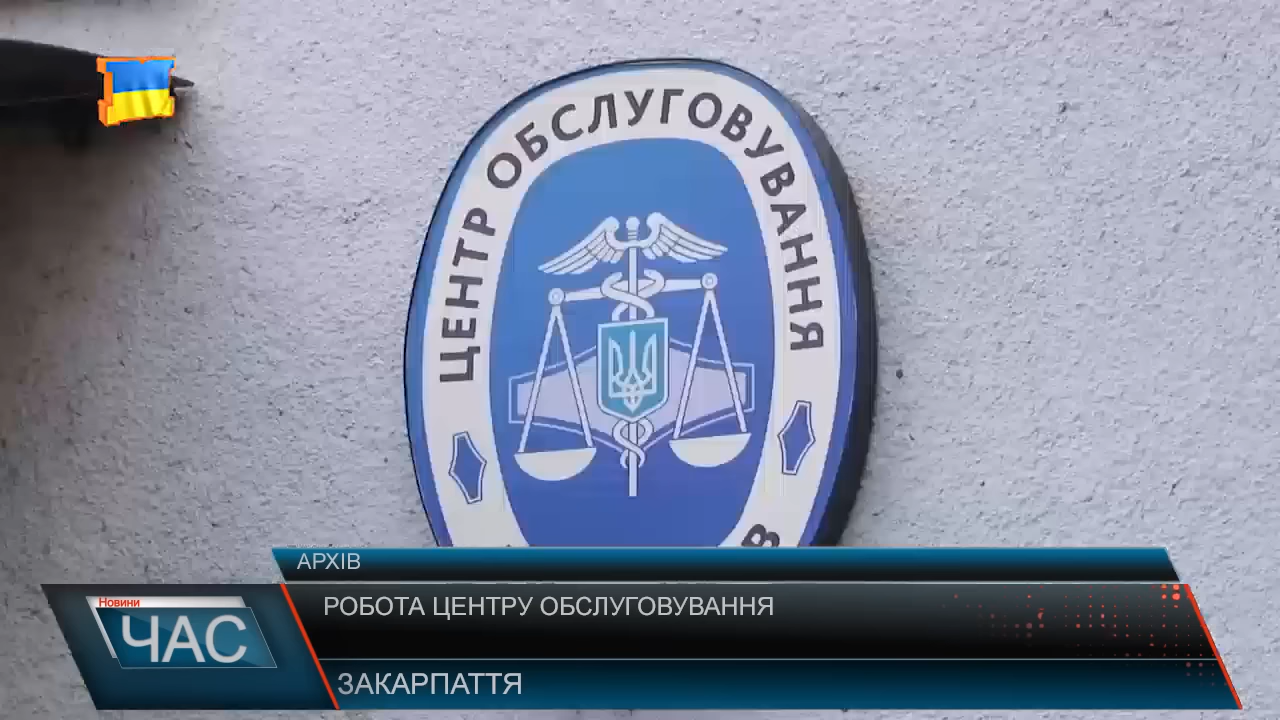 ЦЕНТР ОБСЛУГОВУВАННЯ
АРХІВ
Новини
ЧАС
РОБОТА ЦЕНТРУ ОБСЛУГОВУВАННЯ
ЗАКАРПАТТЯ